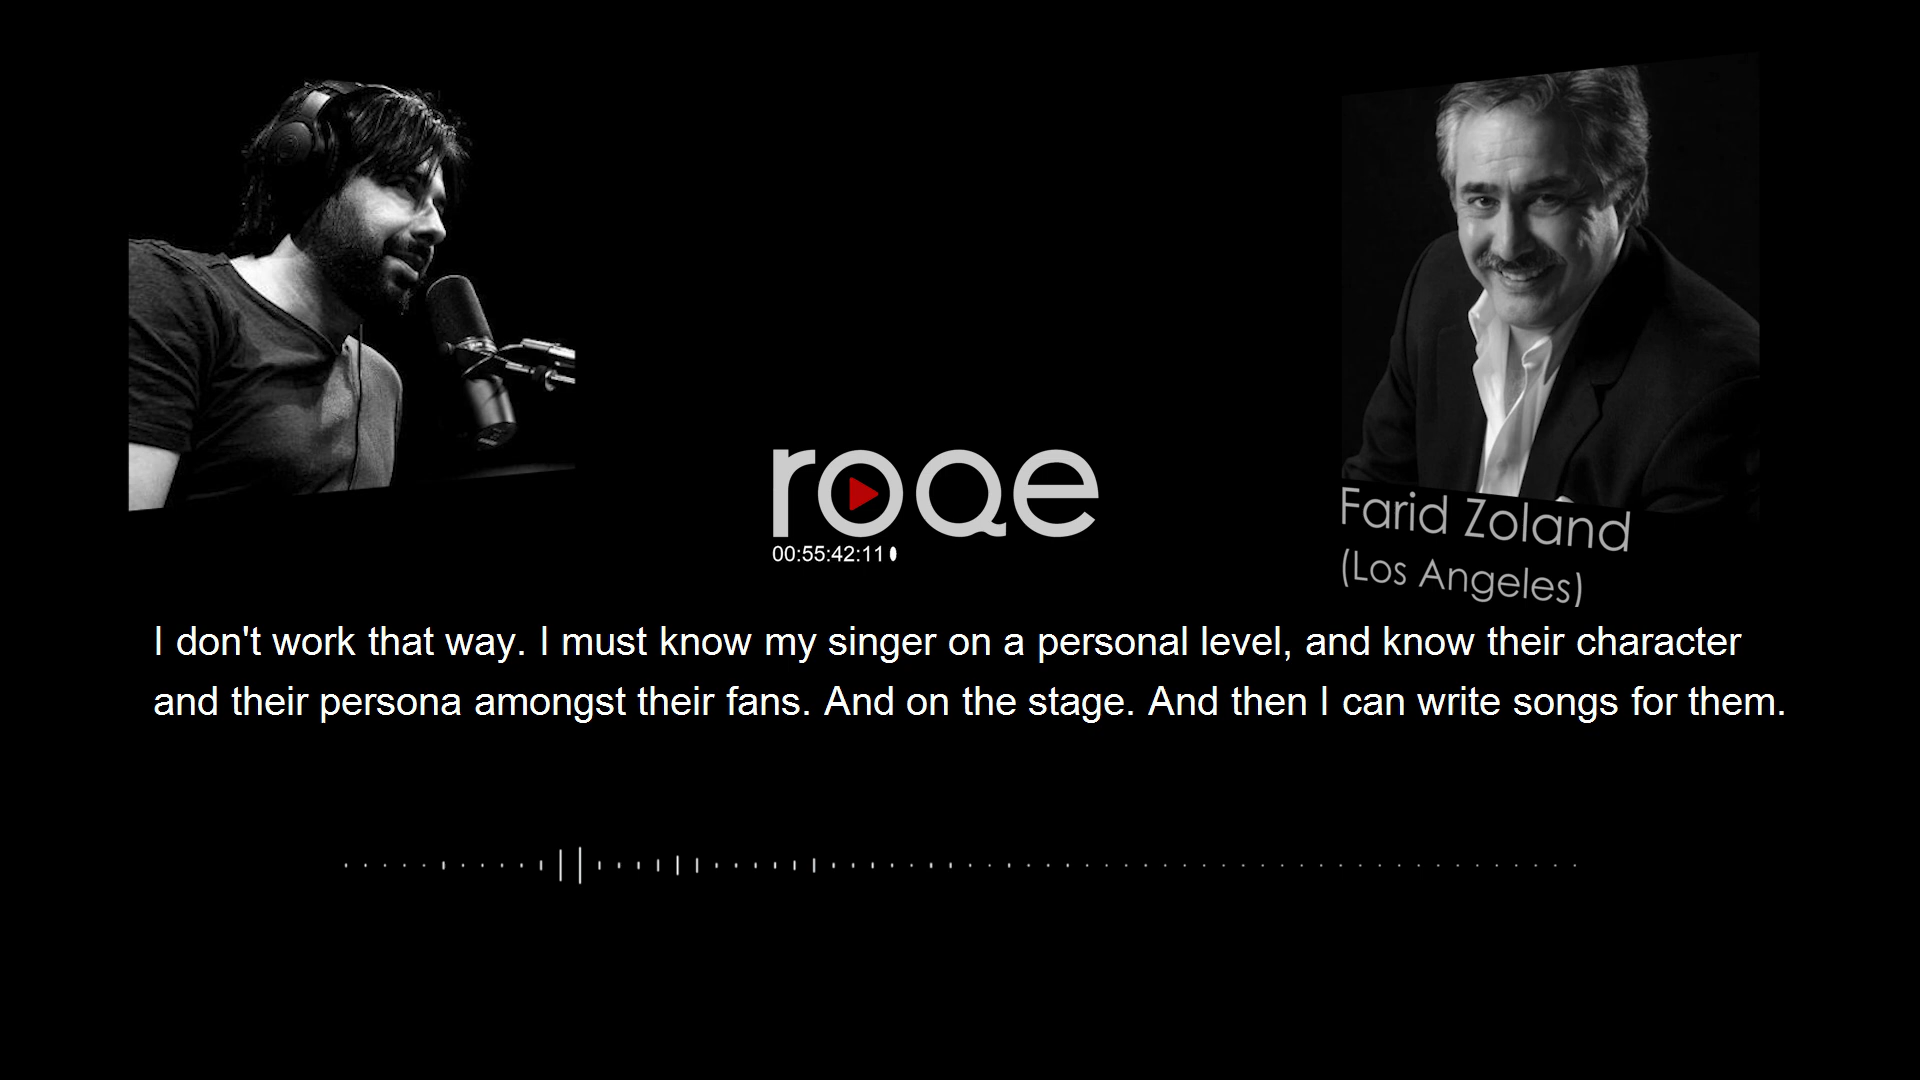 roqe
00:55:42:11
Farid Zoland
(Los Angeles)
I don't work that way. I must know my singer on a personal level, and know their character
and their persona amongst their fans. And on the stage. And then I can write songs for them.